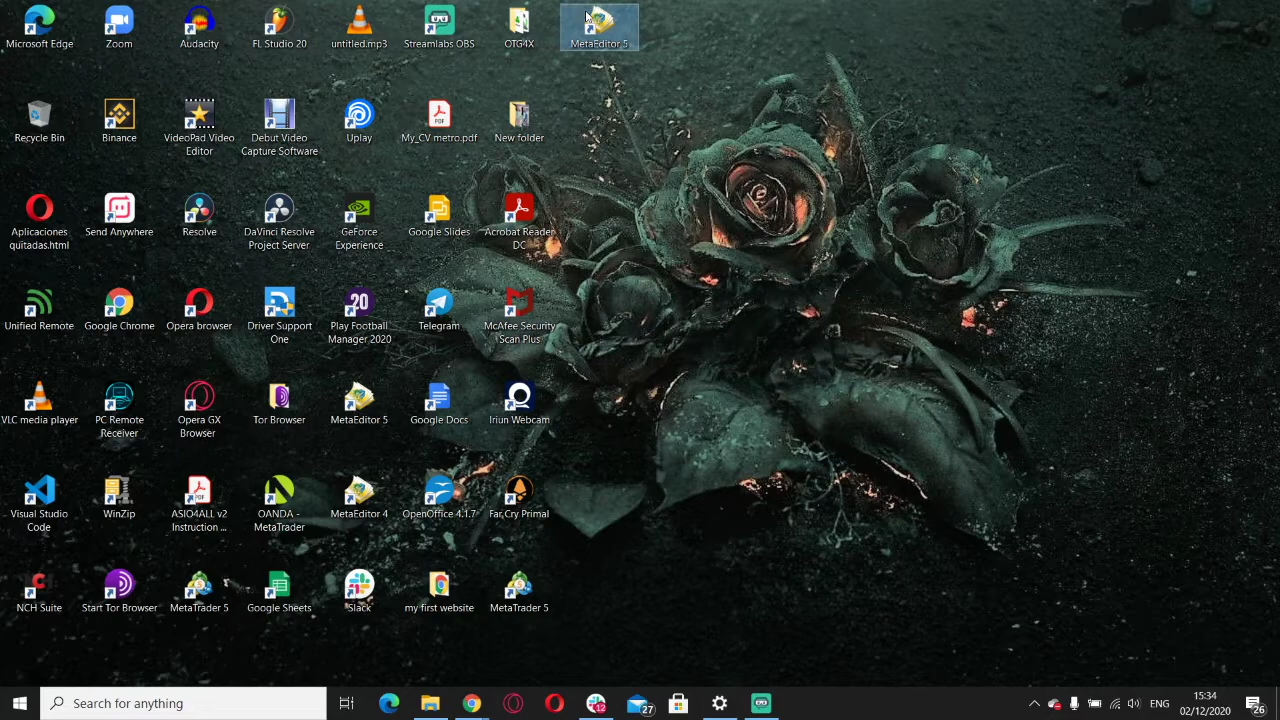 Microsoft Edge
Zoom
Audacity
FL Studio 20
untitled.mp3
Streamlabs OBS
OTG4X
MetaEditor 5
Recycle Bin
Binance
VideoPad Video
Editor
Debut Video
Capture Software
Uplay
My_CV metro.pdf
New folder
Aplicaciones
quitadas.html
Send Anywhere
Resolve
DaVinci Resolve
Project Server
GeForce
Experience
Google Slides
Acrobat Reader
DC
Unified Remote
Google Chrome
Opera browser
Driver Support
One
Play Football
Manager 2020
Telegram
McAfee Security
Scan Plus
VLC media player
PC Remote
Receiver
Opera GX
Browser
Tor Browser
MetaEditor 5
Google Docs
Iriun Webcam
Visual Studio
Code
WinZip
ASIO4ALL v2
Instruction ...
OANDA -
MetaTrader
MetaEditor 4
OpenOffice 4.1.7
Far Cry Primal
NCH Suite
Start Tor Browser
MetaTrader 5
Google Sheets
Slack
my first website
MetaTrader 5
Search for anything
12
27
ENG
15:34
02/12/2020
26